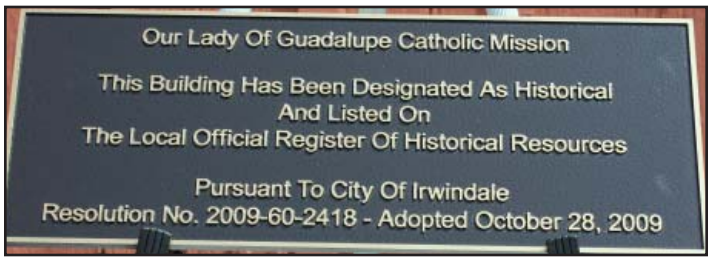 Our Lady Of Guadalupe Catholic Mission
This Building Has Been Designated As Historical
And Listed On
The Local Official Register Of Historical Resources
Pursuant To City Of Irwindale
Resolution No. 2009-60-2418 - Adopted October 28, 2009